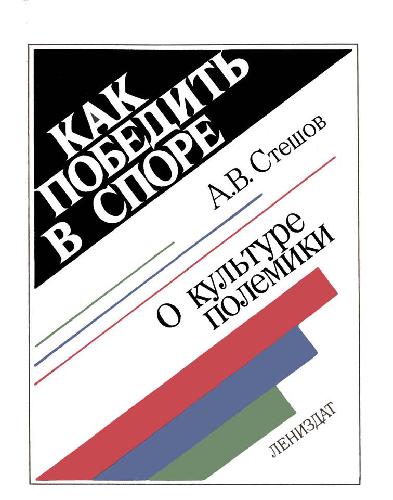 КАК
ПОБЕДИТЬ
В СПОРЕ
А.В. Стешов
О КУЛЬТУРЕ
ПОЛЕМИКИ
ЛЕНИЗДАТ